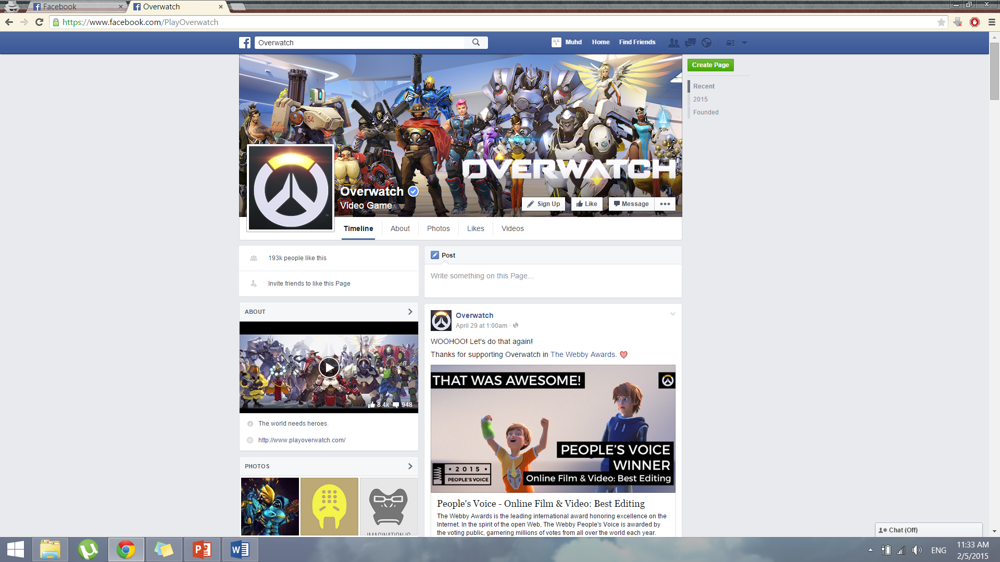 Facebook
Overwatch
https://www.facebook.com/PlayOverwatch
Overwatch
Muhd
Home
Find Friends
Create Page
Recent
2015
Founded
54
06
OVERWATCH
Overwatch
Video Game
Sign Up
Like
Message
Timeline
About
Photos
Likes
Videos
193k people like this
Invite friends to like this Page
ABOUT
8.4k 948
The world needs heroes.
http://www.playoverwatch.com/
PHOTOS
IMAGINATION IS
Post
Write something on this Page...
Overwatch
April 29 at 1:00am ·
WOOHOO! Let's do that again!
Thanks for supporting Overwatch in The Webby Awards.
THAT WAS AWESOME!
PEOPLE'S VOICE
WINNER
Online Film & Video: Best Editing
• 2015 •
PEOPLE'S VOICE
People's Voice - Online Film & Video: Best Editing
The Webby Awards is the leading international award honoring excellence on the
Internet. In the spirit of the open Web, The Webby People's Voice is awarded by
the voting public, garnering millions of votes from all over the world each year.
Chat (Off)
ENG
11:33 AM
2/5/2015